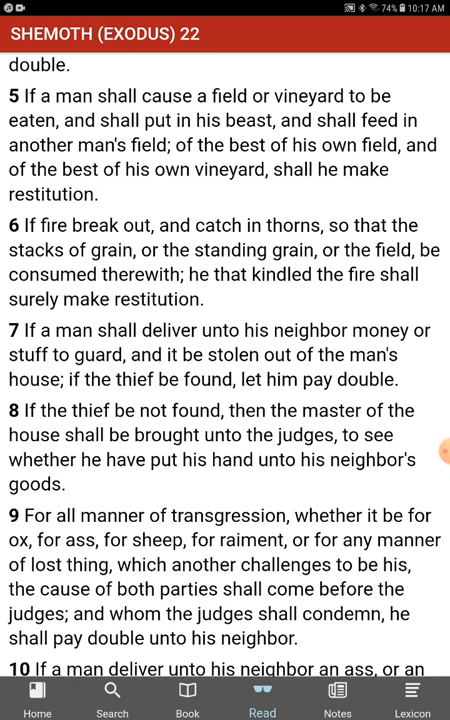 74% 10:17 AM
SHEMOTH (EXODUS) 22
double.
5 If a man shall cause a field or vineyard to be
eaten, and shall put in his beast, and shall feed in
another man's field; of the best of his own field, and
of the best of his own vineyard, shall he make
restitution.
6 If fire break out, and catch in thorns, so that the
stacks of grain, or the standing grain, or the field, be
consumed therewith; he that kindled the fire shall
surely make restitution.
7 If a man shall deliver unto his neighbor money or
stuff to guard, and it be stolen out of the man's
house; if the thief be found, let him pay double.
8 If the thief be not found, then the master of the
house shall be brought unto the judges, to see
whether he have put his hand unto his neighbor's
goods.
9 For all manner of transgression, whether it be for
ox, for ass, for sheep, for raiment, or for any manner
of lost thing, which another challenges to be his,
the cause of both parties shall come before the
judges; and whom the judges shall condemn, he
shall pay double unto his neighbor.
10 If a man deliver unto his neighbor an ass, or an
Home Search Book Read Notes Lexicon